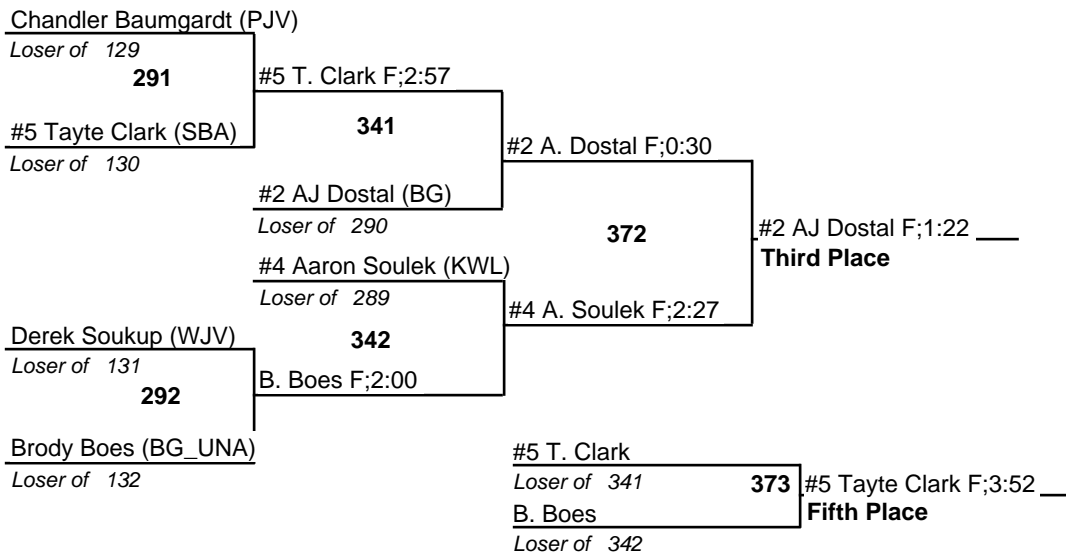 Chandler Baumgardt (PJV)
Loser of 129
291
#5 T. Clark F;2:57
#5 Tayte Clark (SBA)
Loser of 130
341
#2 A. Dostal F;0:30
#2 AJ Dostal (BG)
Loser of 290
372
#2 AJ Dostal F;1:22
Third Place
#4 Aaron Soulek (KWL)
Loser of 289
#4 A. Soulek F;2:27
Derek Soukup (WJV)
Loser of 131
342
292
B. Boes F;2:00
Brody Boes (BG_UNA)
Loser of 132
#5 T. Clark
Loser of 341
373
#5 Tayte Clark F;3:52
Fifth Place
B. Boes
Loser of 342